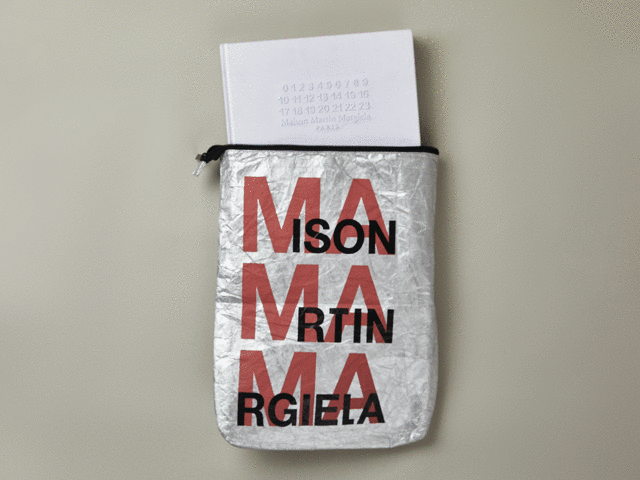 0 1 2 3 4 5 6 7 8 9
10 11 12 13 14 15 16
17 18 19 20 21 22 23
Maison Martin Margiela
PARIS
MAISON
MARTIN
MARGIELA